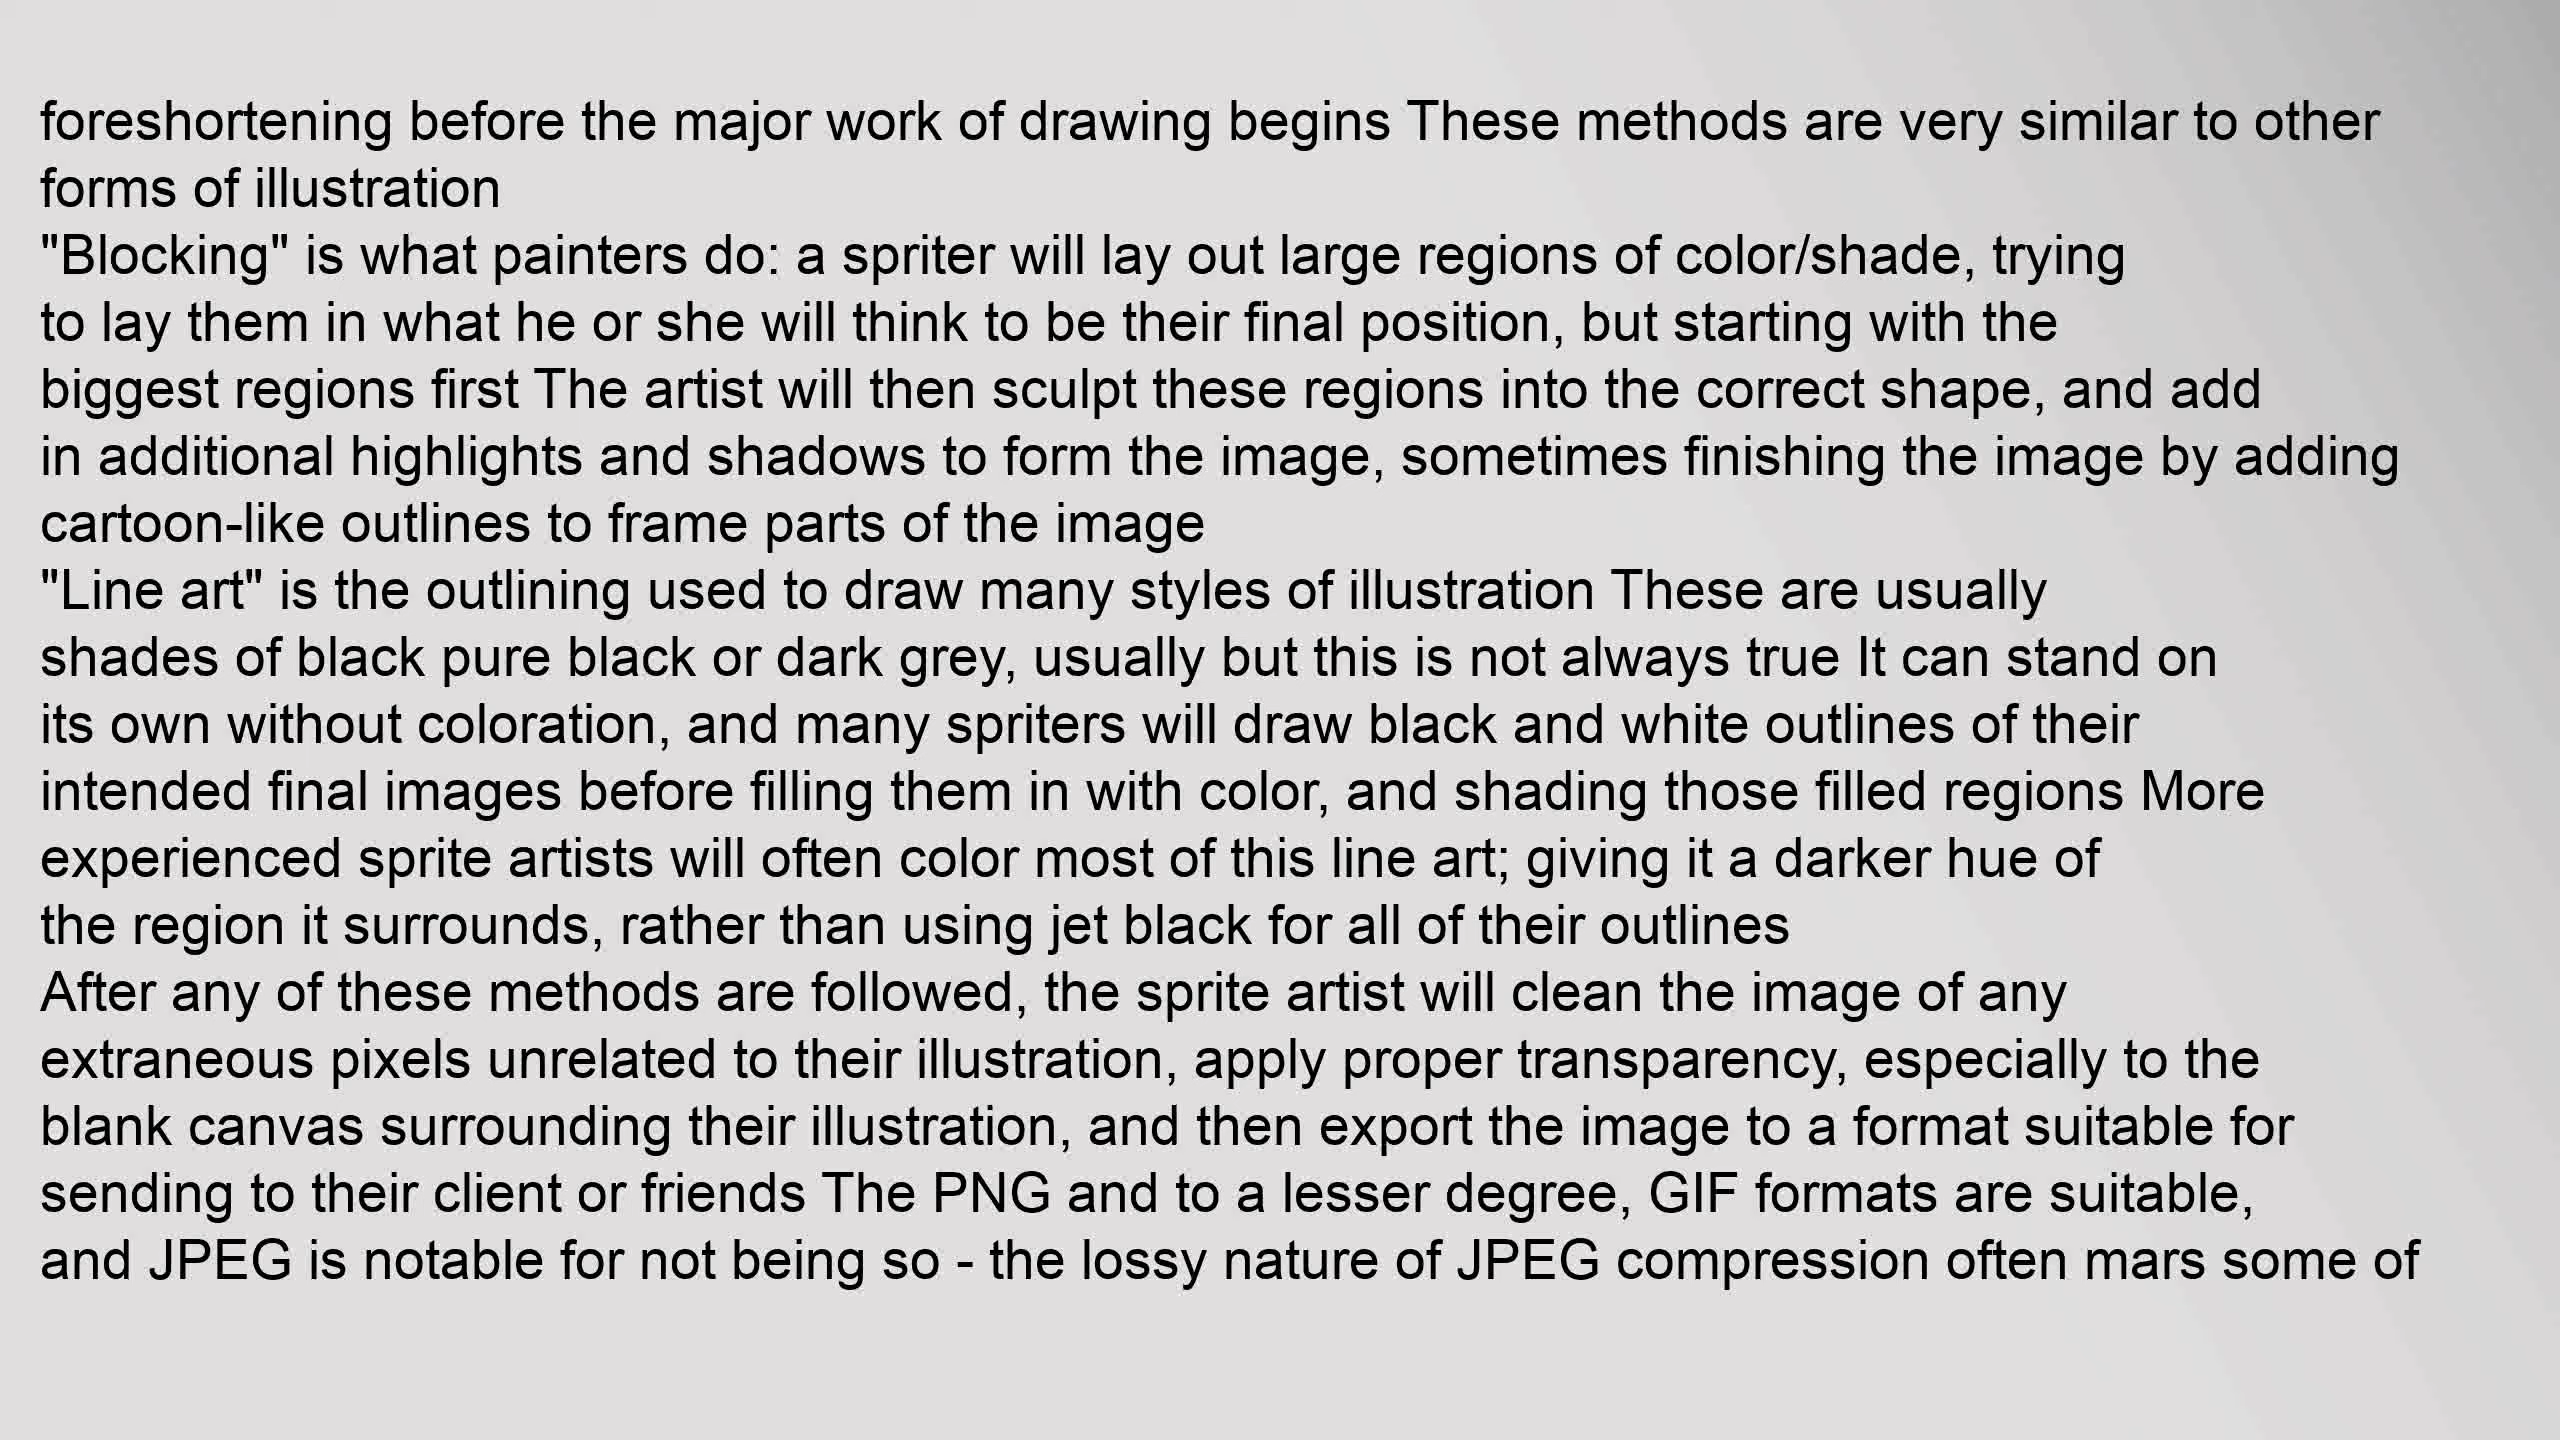 foreshortening before the major work of drawing begins These methods are very similar to other
forms of illustration
"Blocking" is what painters do: a spriter will lay out large regions of color/shade, trying
to lay them in what he or she will think to be their final position, but starting with the
biggest regions first The artist will then sculpt these regions into the correct shape, and add
in additional highlights and shadows to form the image, sometimes finishing the image by adding
cartoon-like outlines to frame parts of the image
"Line art" is the outlining used to draw many styles of illustration These are usually
shades of black pure black or dark grey, usually but this is not always true It can stand on
its own without coloration, and many spriters will draw black and white outlines of their
intended final images before filling them in with color, and shading those filled regions More
experienced sprite artists will often color most of this line art; giving it a darker hue of
the region it surrounds, rather than using jet black for all of their outlines
After any of these methods are followed, the sprite artist will clean the image of any
extraneous pixels unrelated to their illustration, apply proper transparency, especially to the
blank canvas surrounding their illustration, and then export the image to a format suitable for
sending to their client or friends The PNG and to a lesser degree, GIF formats are suitable,
and JPEG is notable for not being so - the lossy nature of JPEG compression often mars some of